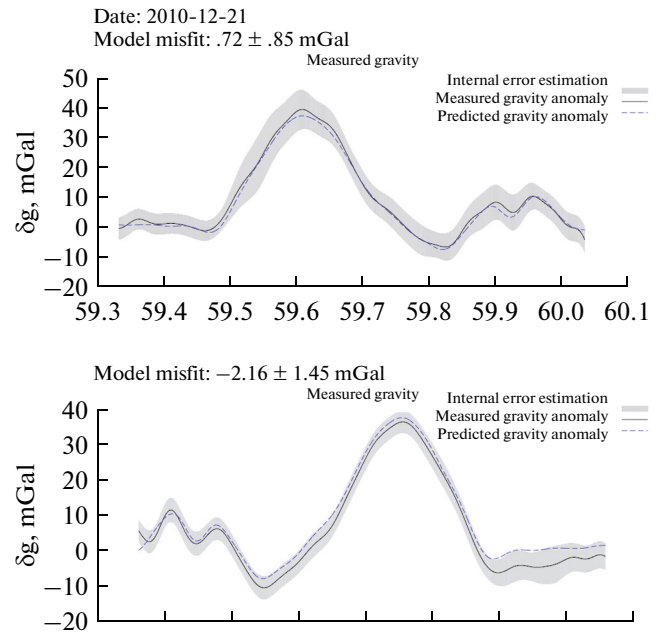 Date: 2010-12-21
Model misfit: .72 ± .85 mGal
Measured gravity
Internal error estimation
Measured gravity anomaly
Predicted gravity anomaly
δg, mGal
50
40
30
20
10
0
−10
−20
59.3 59.4 59.5 59.6 59.7 59.8 59.9 60.0 60.1
Model misfit: −2.16 ± 1.45 mGal
Measured gravity
Internal error estimation
Measured gravity anomaly
Predicted gravity anomaly
δg, mGal
40
30
20
10
0
−10
−20